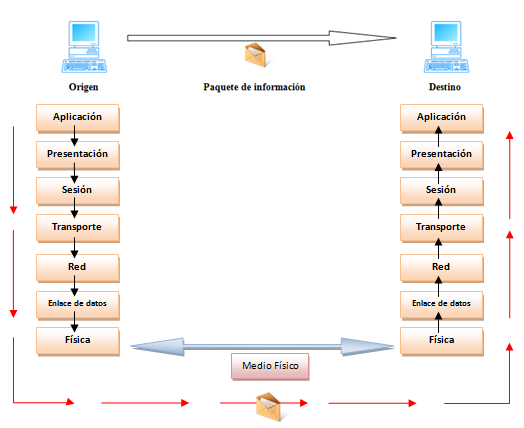 Origen
Paquete de información
Destino
Aplicación
Presentación
Sesión
Transporte
Red
Enlace de datos
Física
Aplicación
Presentación
Sesión
Transporte
Red
Enlace de datos
Física
Medio Físico